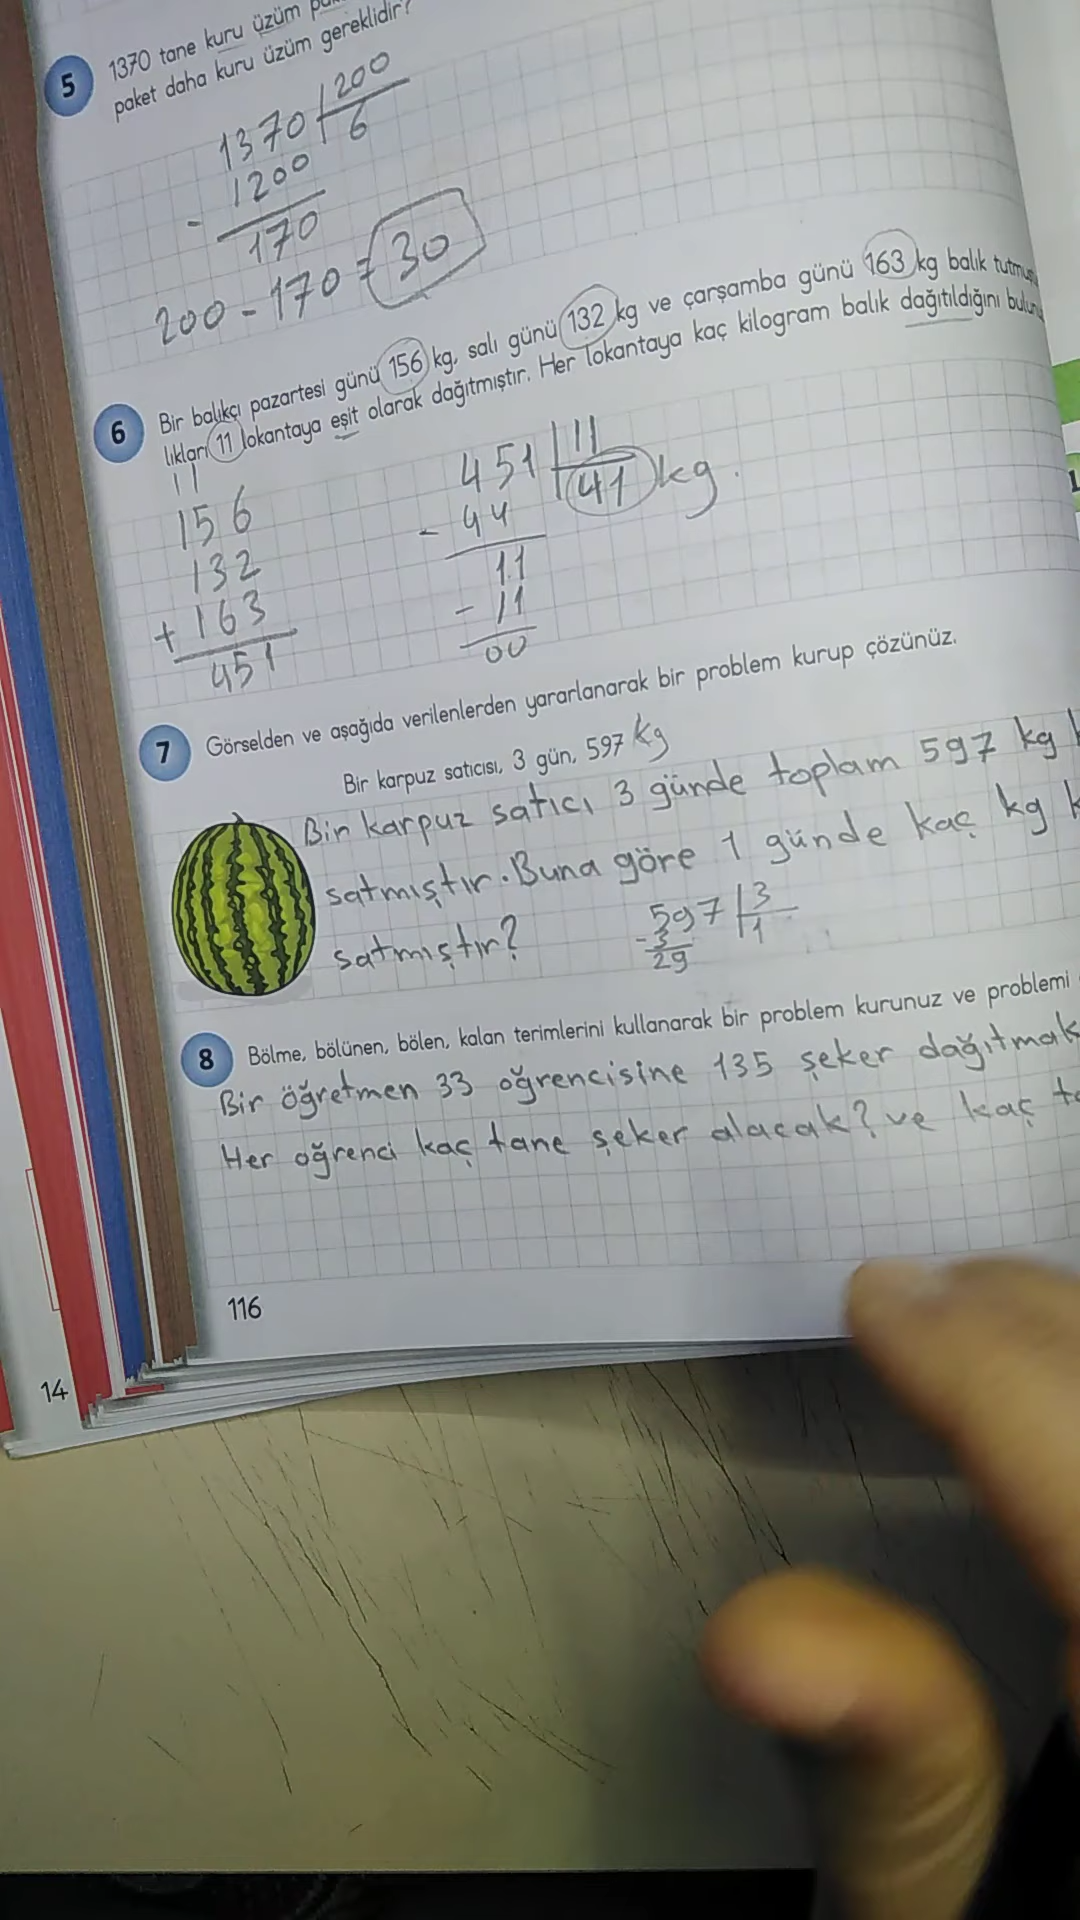 5
1370 tane kuru üzüm
paket daha kuru üzüm gereklidir?
1370 200
- 1200 6
170
200 - 170 = 30
6
Bir balıkçı pazartesi günü 156 kg, salı günü 132 kg ve çarşamba günü 163 kg balık
lıkları 11 lokantaya eşit olarak dağıtmıştır. Her lokantaya kaç kilogram balık dağıtıldığını
11
156
132
+ 163
451
451 11
- 44 41 kg.
11
- 11
00
7
Görselden ve aşağıda verilenlerden yararlanarak bir problem kurup çözünüz.
Bir karpuz satıcısı, 3 gün, 597 kg
Bin karpuz satıcı 3 günde toplam 597 kg
satmıştır. Buna göre 1 günde kaç kg
satmıştır?
597 3
- 3 1
29
8
Bölme, bölünen, bölen, kalan terimlerini kullanarak bir problem kurunuz ve problemi
Bir öğretmen 33 öğrencisine 135 şeker
Her oğrenci kaç tane şeker alacak? ve kaç
116
14